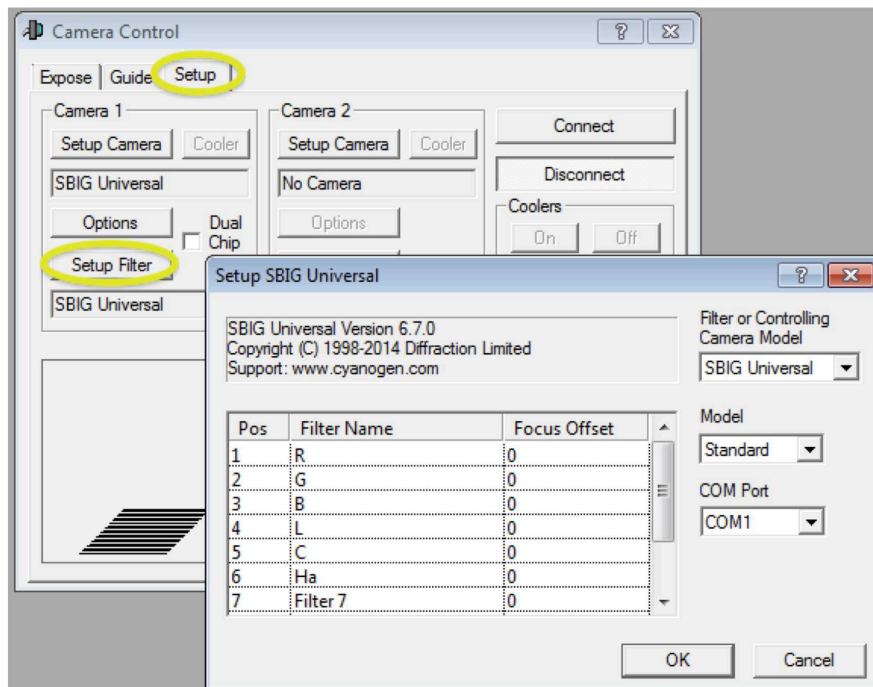 Camera Control
Expose Guide Setup
Camera 1
Setup Camera Cooler
SBIG Universal
Options
Dual
Chip
Setup Filter
SBIG Universal
Camera 2
Setup Camera Cooler
No Camera
Options
Connect
Disconnect
Coolers
On Off
Setup SBIG Universal
SBIG Universal Version 6.7.0
Copyright (C) 1998-2014 Diffraction Limited
Support: www.cyanogen.com
Filter or Controlling
Camera Model
SBIG Universal
Model
Standard
COM Port
COM1
Pos Filter Name Focus Offset
1 R 0
2 G 0
3 B 0
4 L 0
5 C 0
6 Ha 0
7 Filter 7 0
OK Cancel